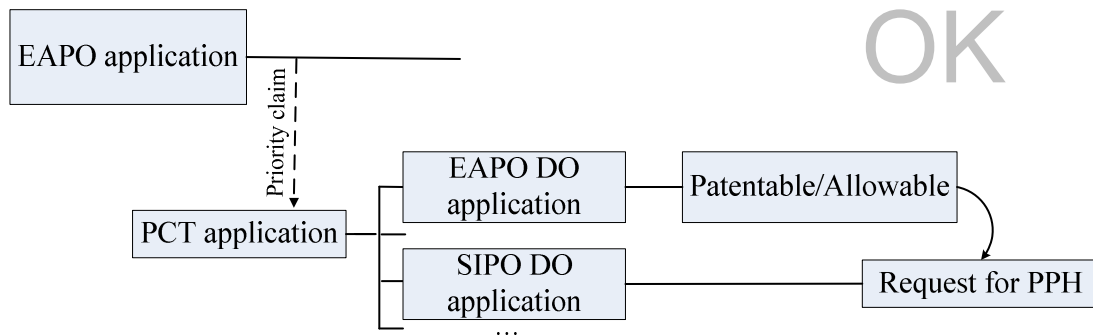 OK
EAPO application
Priority claim
EAPO DO
application
Patentable/Allowable
PCT application
SIPO DO
application
Request for PPH
...